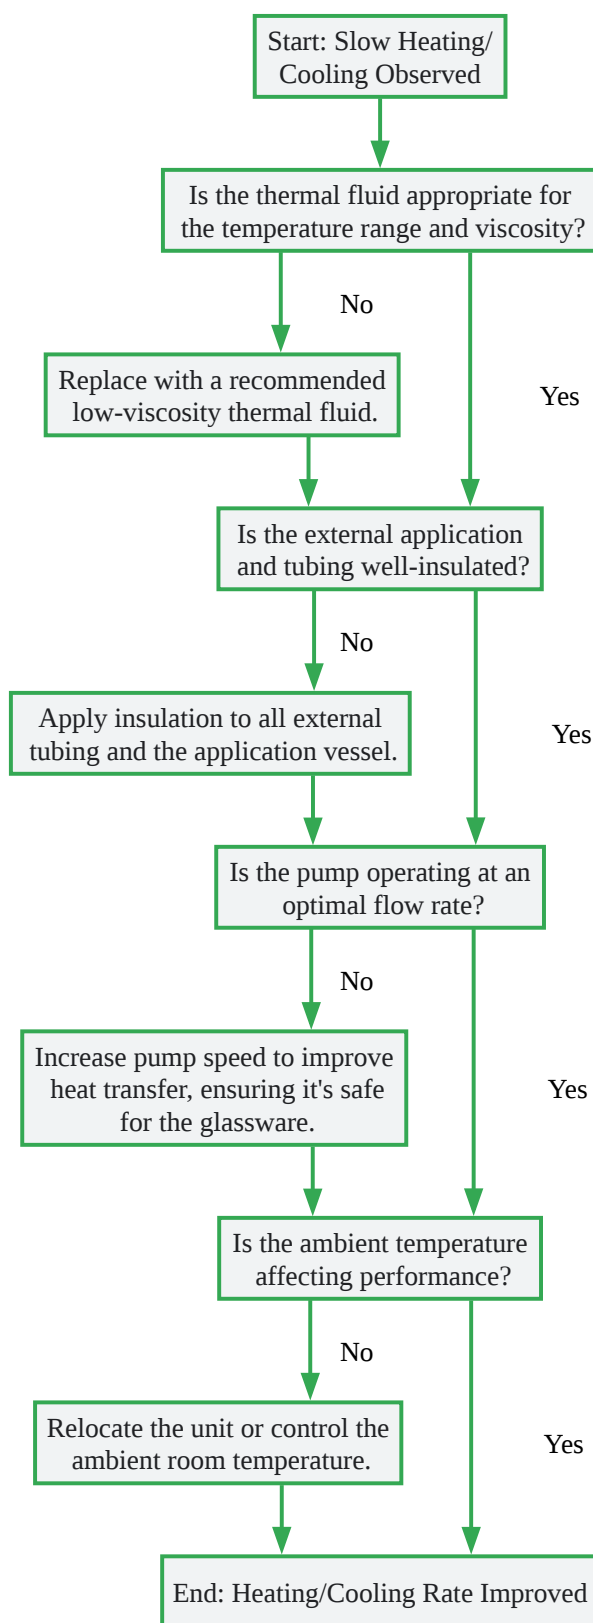 Start: Slow Heating/
Cooling Observed
Is the thermal fluid appropriate for
the temperature range and viscosity?
No
Replace with a recommended
low-viscosity thermal fluid.
Yes
Is the external application
and tubing well-insulated?
No
Apply insulation to all external
tubing and the application vessel.
Yes
Is the pump operating at an
optimal flow rate?
No
Increase pump speed to improve
heat transfer, ensuring it's safe
for the glassware.
Yes
Is the ambient temperature
affecting performance?
No
Relocate the unit or control the
ambient room temperature.
Yes
End: Heating/Cooling Rate Improved